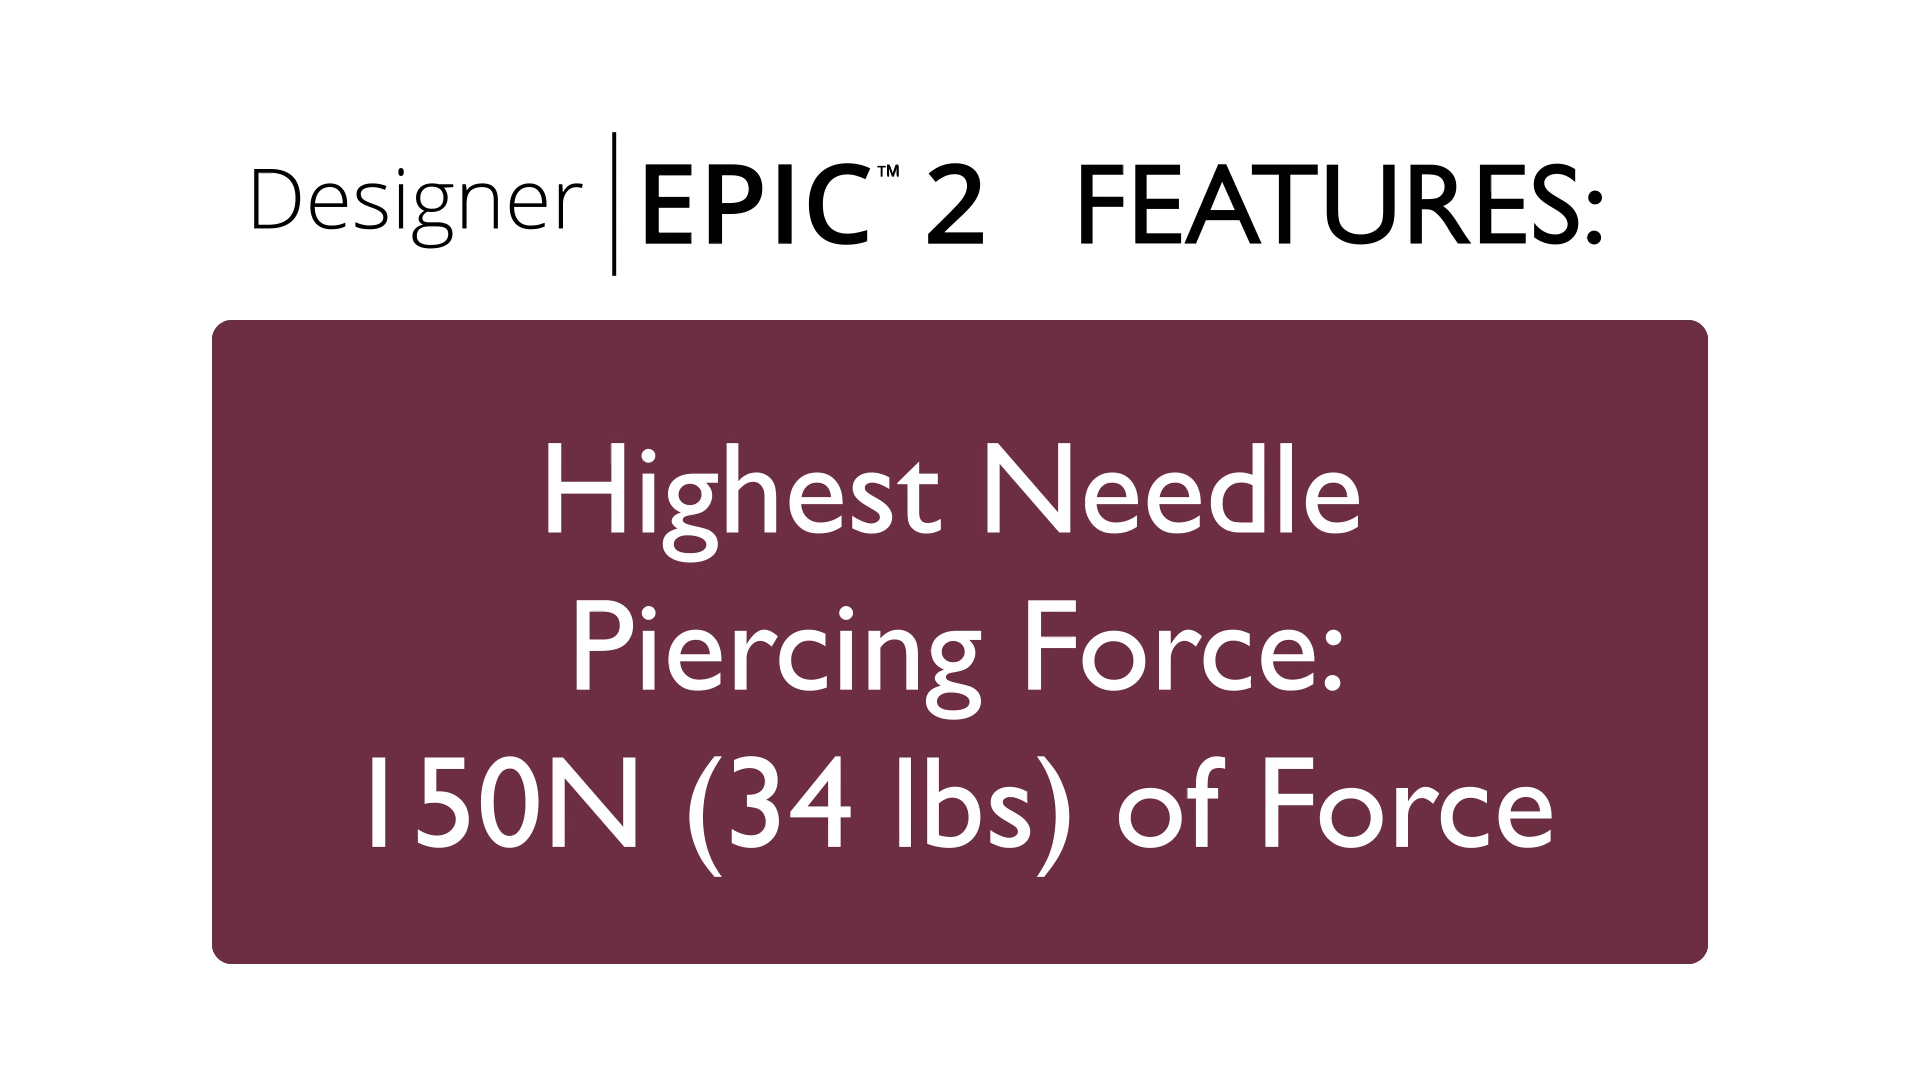 Designer EPIC™ 2 FEATURES:
Highest Needle
Piercing Force:
150N (34 lbs) of Force